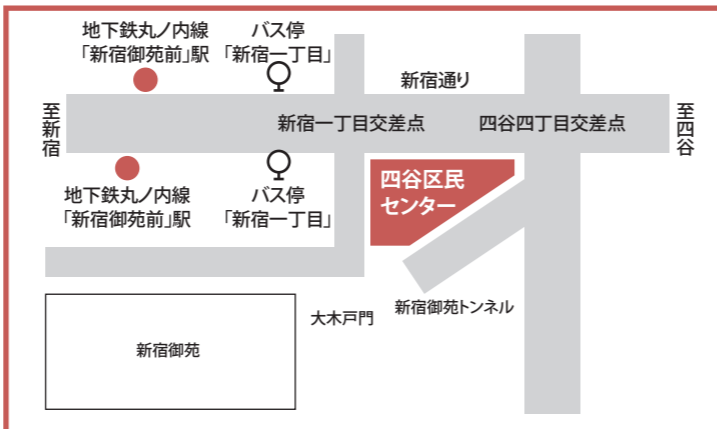 地下鉄丸ノ内線
「新宿御苑前」駅
バス停
「新宿一丁目」
新宿通り
至新宿
新宿一丁目交差点
四谷四丁目交差点
至四谷
地下鉄丸ノ内線
「新宿御苑前」駅
バス停
「新宿一丁目」
四谷区民
センター
大木戸門
新宿御苑トンネル
新宿御苑